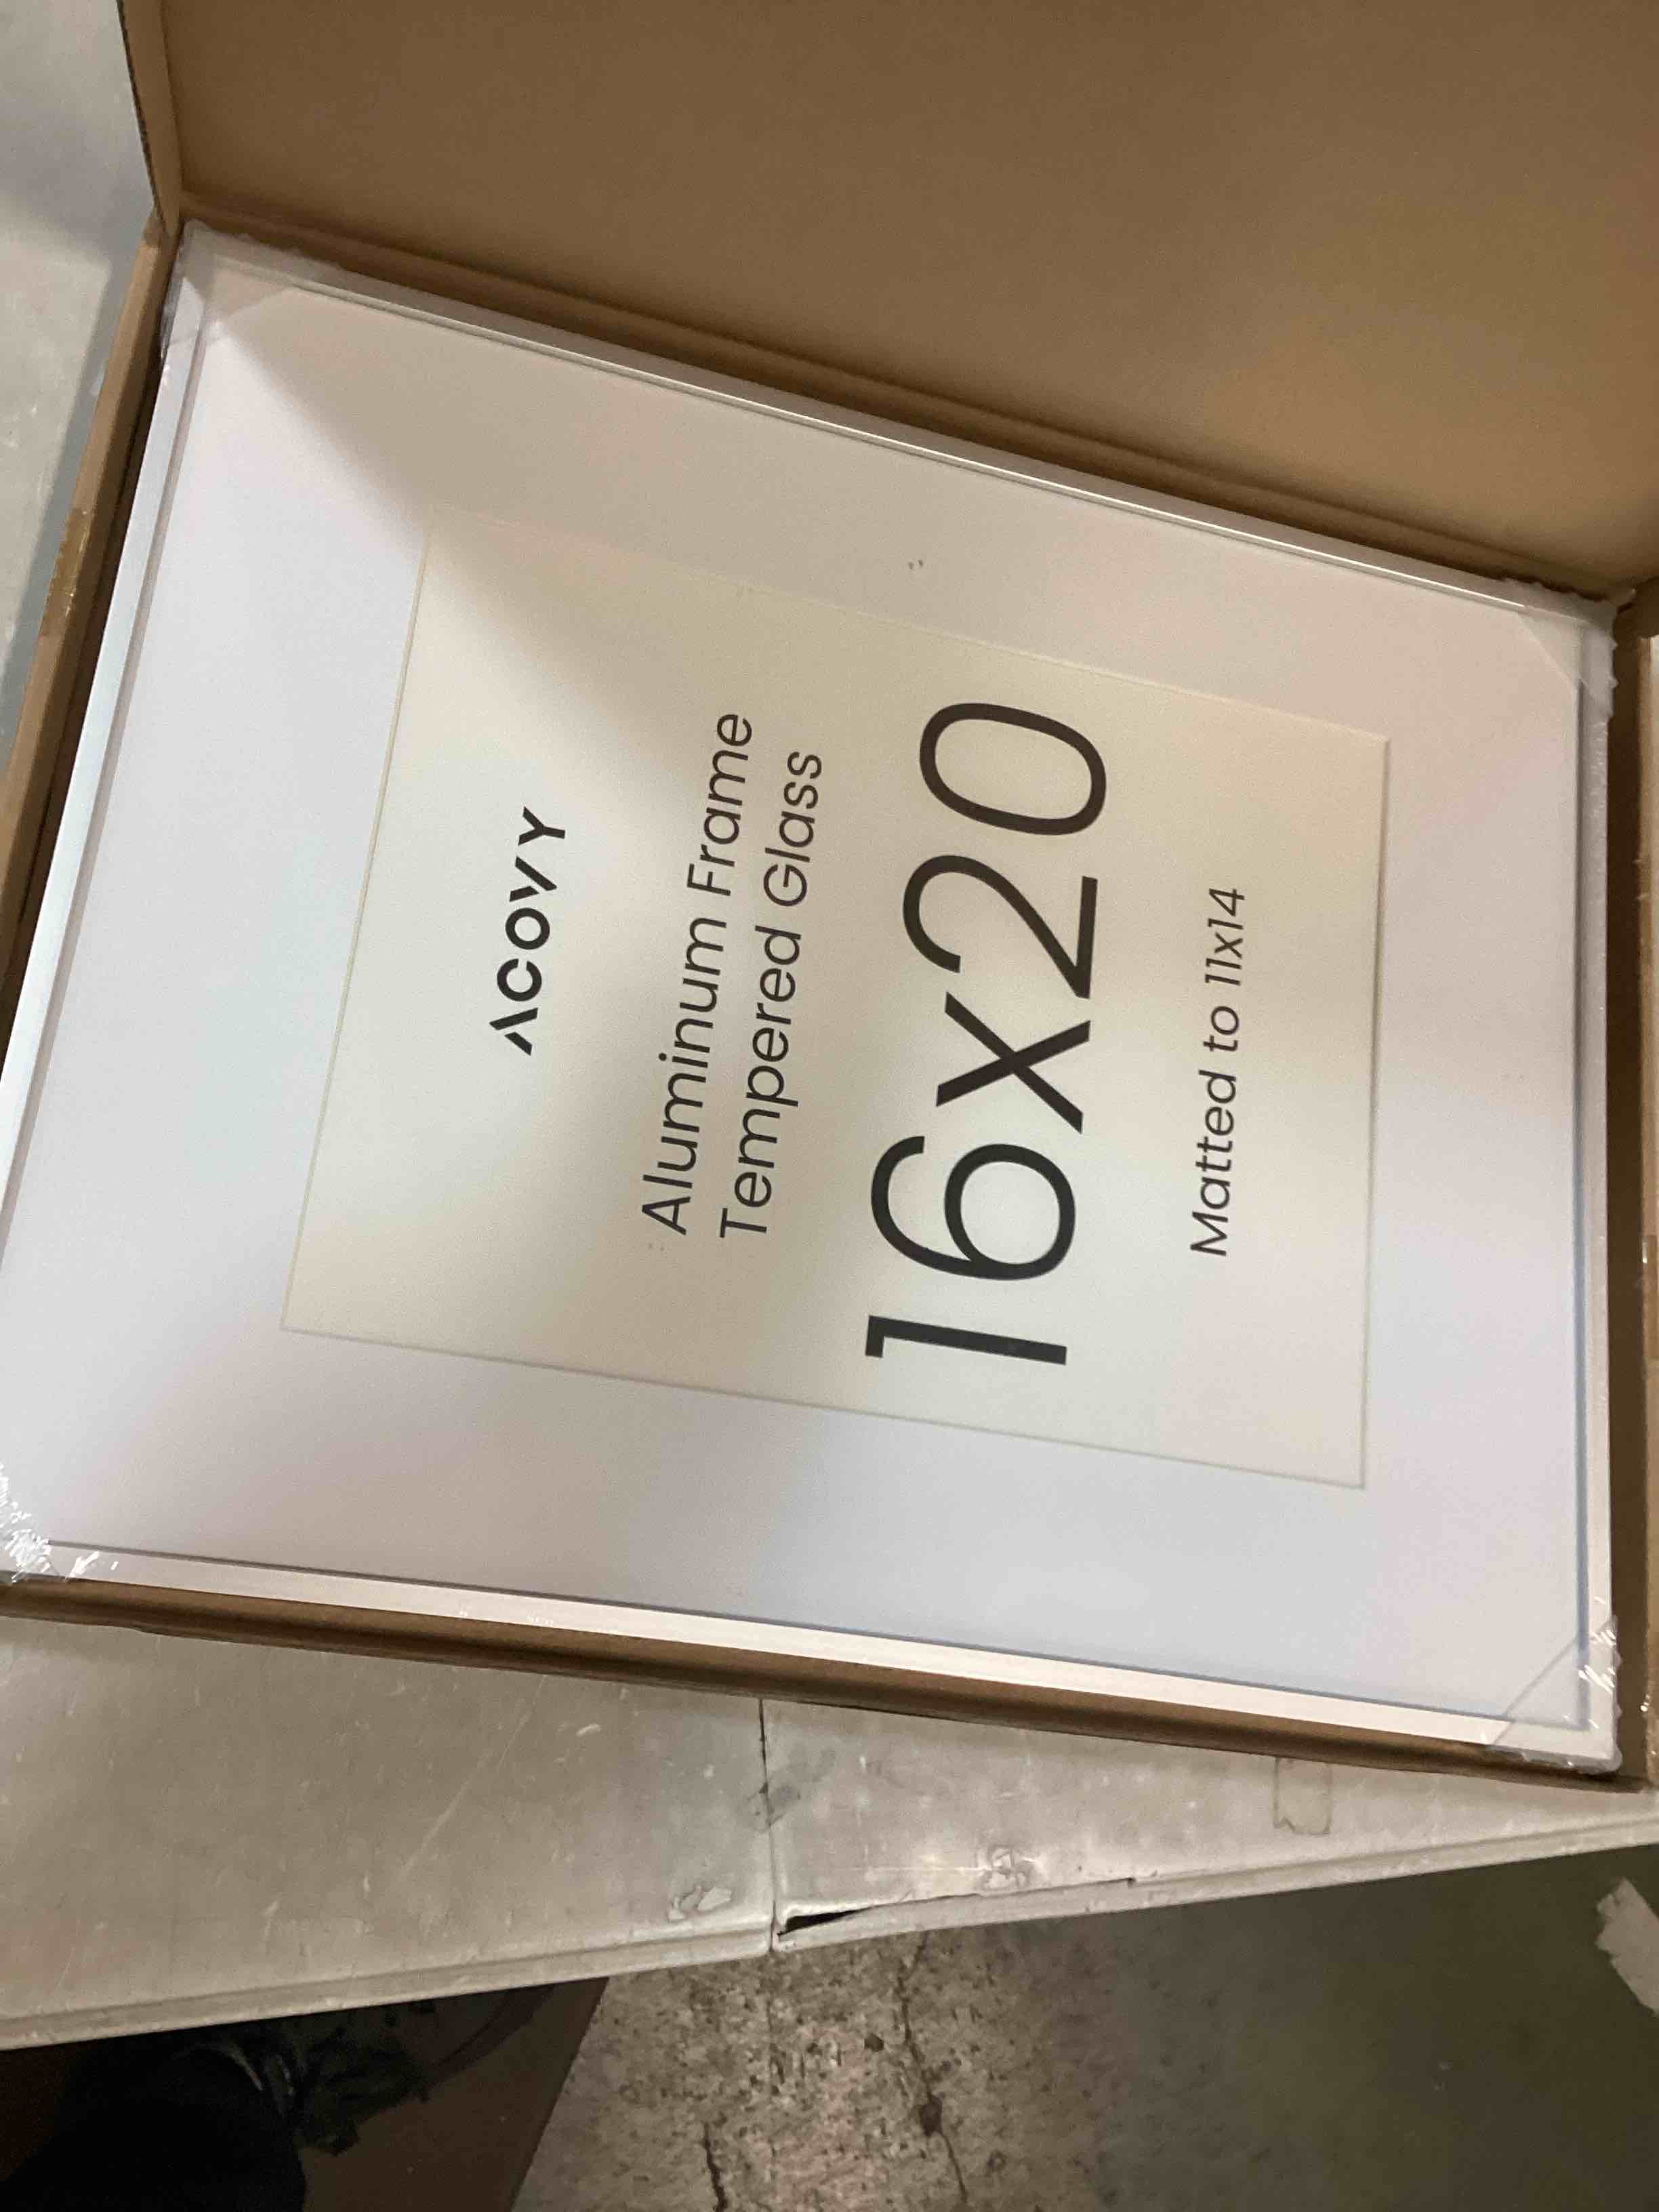 ACOVY
Aluminum Frame
Tempered Glass
16x20
Matted to 11x14